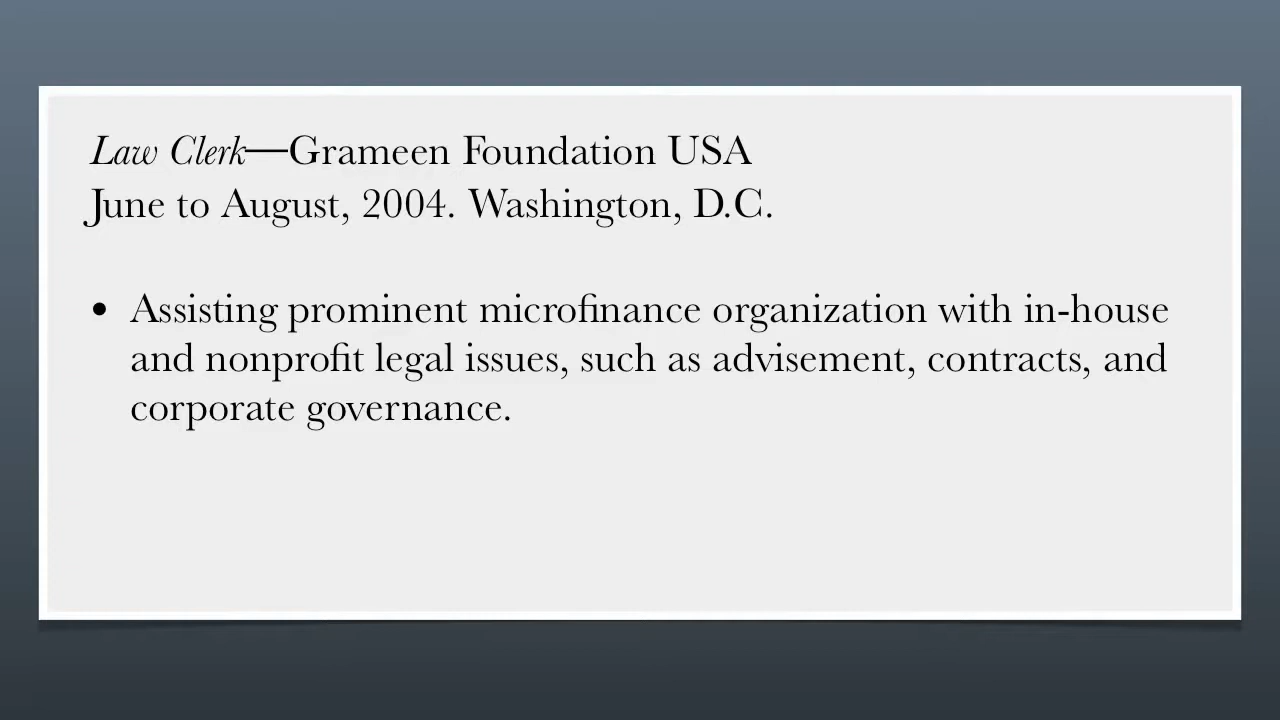 Law Clerk—Grameen Foundation USA
June to August, 2004. Washington, D.C.
• Assisting prominent microfinance organization with in-house
and nonprofit legal issues, such as advisement, contracts, and
corporate governance.